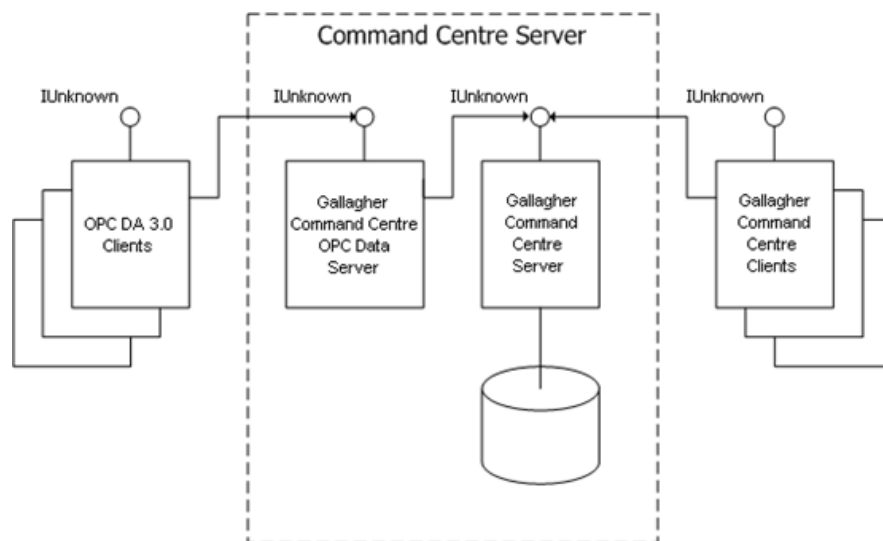 Command Centre Server
IUnknown
IUnknown
IUnknown
IUnknown
OPC DA 3.0
Clients
Gallagher
Command Centre
OPC Data
Server
Gallagher
Command
Centre
Server
Gallagher
Command
Centre
Clients